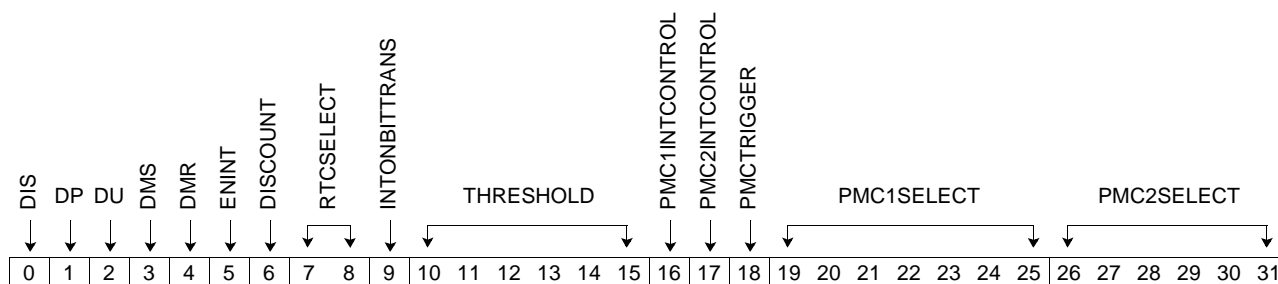 DIS
DP
DU
DMS
DMR
ENINT
DISCOUNT
RTCSELECT
INTONBITTRANS
THRESHOLD
PMC1INTCONTROL
PMC2INTCONTROL
PMCTRIGGER
PMC1SELECT
PMC2SELECT
0 1 2 3 4 5 6 7 8 9 10 11 12 13 14 15 16 17 18 19 20 21 22 23 24 25 26 27 28 29 30 31